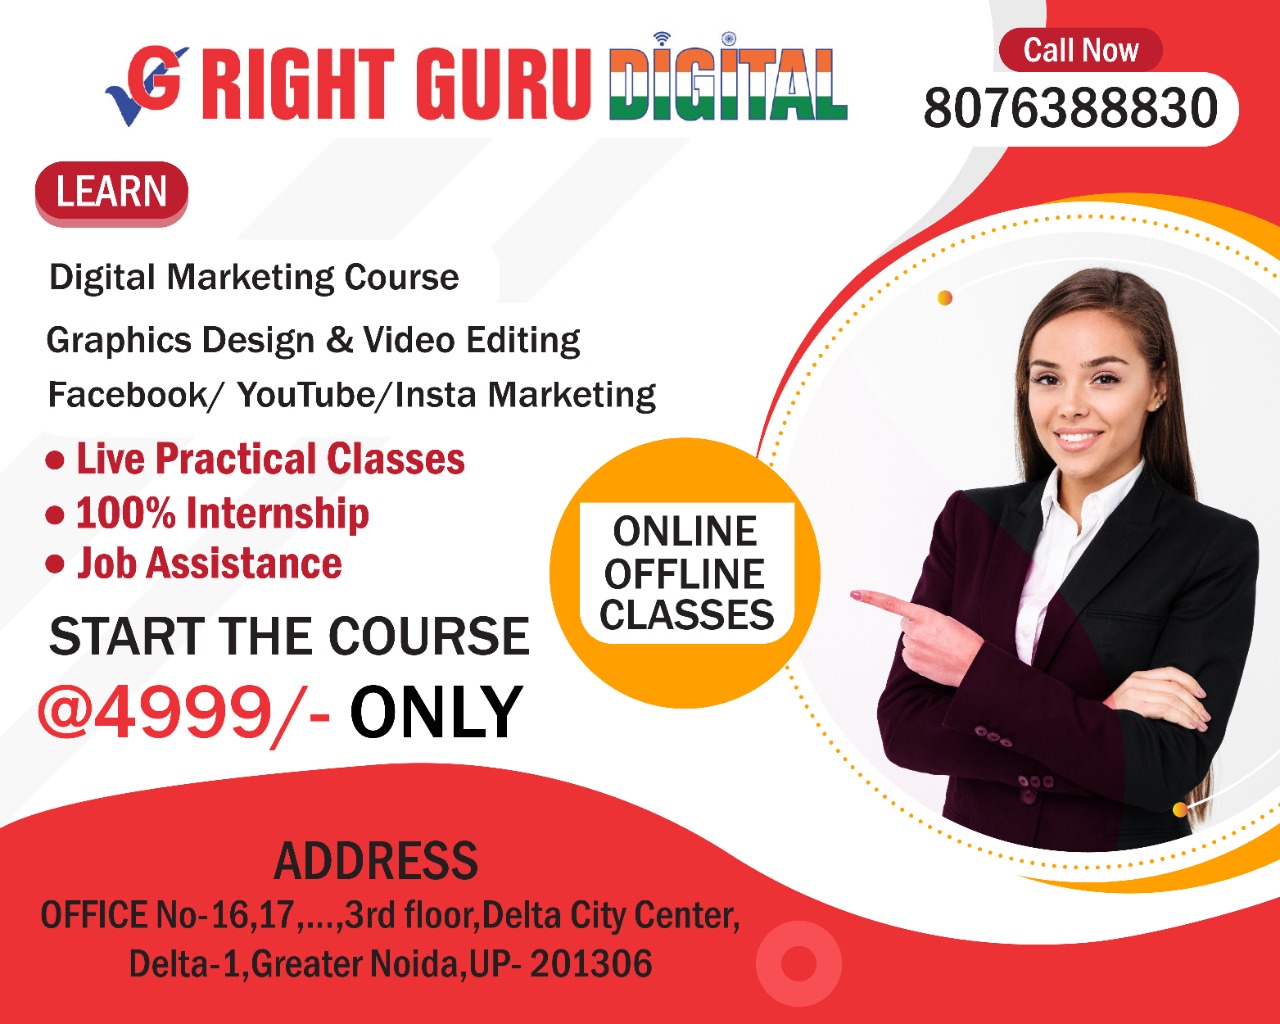 RIGHT GURU DIGITAL
Call Now
8076388830
LEARN
Digital Marketing Course
Graphics Design & Video Editing
Facebook/ YouTube/Insta Marketing
• Live Practical Classes
• 100% Internship
• Job Assistance
START THE COURSE
@4999/- ONLY
ONLINE
OFFLINE
CLASSES
ADDRESS
OFFICE No-16,17,...,3rd floor,Delta City Center,
Delta-1,Greater Noida,UP- 201306